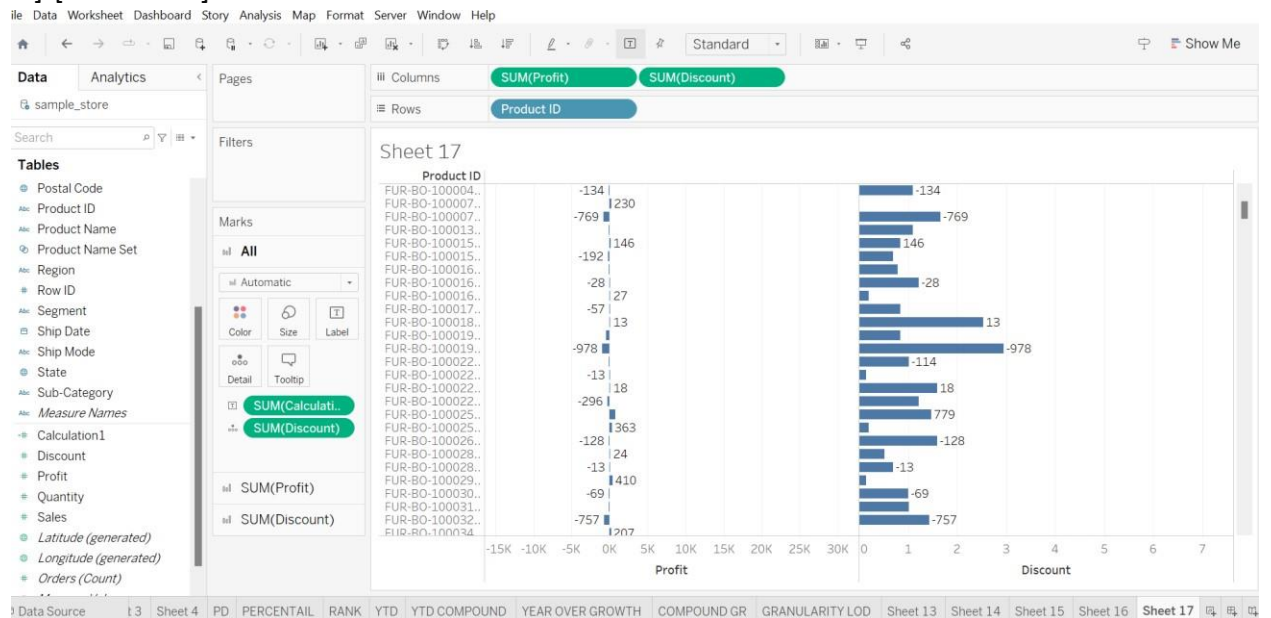 ile Data Worksheet Dashboard Story Analysis Map Format Server Window Help
Standard
Show Me
Data Analytics
sample_store
Search
Tables
Postal Code
Abc Product ID
Abc Product Name
Product Name Set
Abc Region
# Row ID
Abc Segment
Ship Date
Abc Ship Mode
State
Abc Sub-Category
Abc Measure Names
Calculation1
# Discount
# Profit
# Quantity
# Sales
Latitude (generated)
Longitude (generated)
# Orders (Count)
Pages
Filters
Marks
All
Automatic
Color Size Label
Detail Tooltip
SUM(Calculati..
SUM(Discount)
SUM(Profit)
SUM(Discount)
Columns SUM(Profit) SUM(Discount)
Rows Product ID
Sheet 17
Product ID
FUR-BO-100004.. -134 -134
FUR-BO-100007.. 230
FUR-BO-100007.. -769 -769
FUR-BO-100013..
FUR-BO-100015.. 146 146
FUR-BO-100015.. -192
FUR-BO-100016..
FUR-BO-100016.. -28 -28
FUR-BO-100016.. 27
FUR-BO-100017.. -57
FUR-BO-100018.. 13 13
FUR-BO-100019..
FUR-BO-100019.. -978 -978
FUR-BO-100022.. -114
FUR-BO-100022.. -13
FUR-BO-100022.. 18 18
FUR-BO-100022.. -296
FUR-BO-100025.. 779
FUR-BO-100025.. 363
FUR-BO-100026.. -128 -128
FUR-BO-100028.. 24
FUR-BO-100028.. -13 -13
FUR-BO-100029.. 410
FUR-BO-100030.. -69 -69
FUR-BO-100031..
FUR-BO-100032.. -757 -757
FUR-BO-100034.. 207
-15K -10K -5K 0K 5K 10K 15K 20K 25K 30K 0 1 2 3 4 5 6 7
Profit Discount
Data Source t 3 Sheet 4 PD PERCENTAIL RANK YTD YTD COMPOUND YEAR OVER GROWTH COMPOUND GR GRANULARITY LOD Sheet 13 Sheet 14 Sheet 15 Sheet 16 Sheet 17